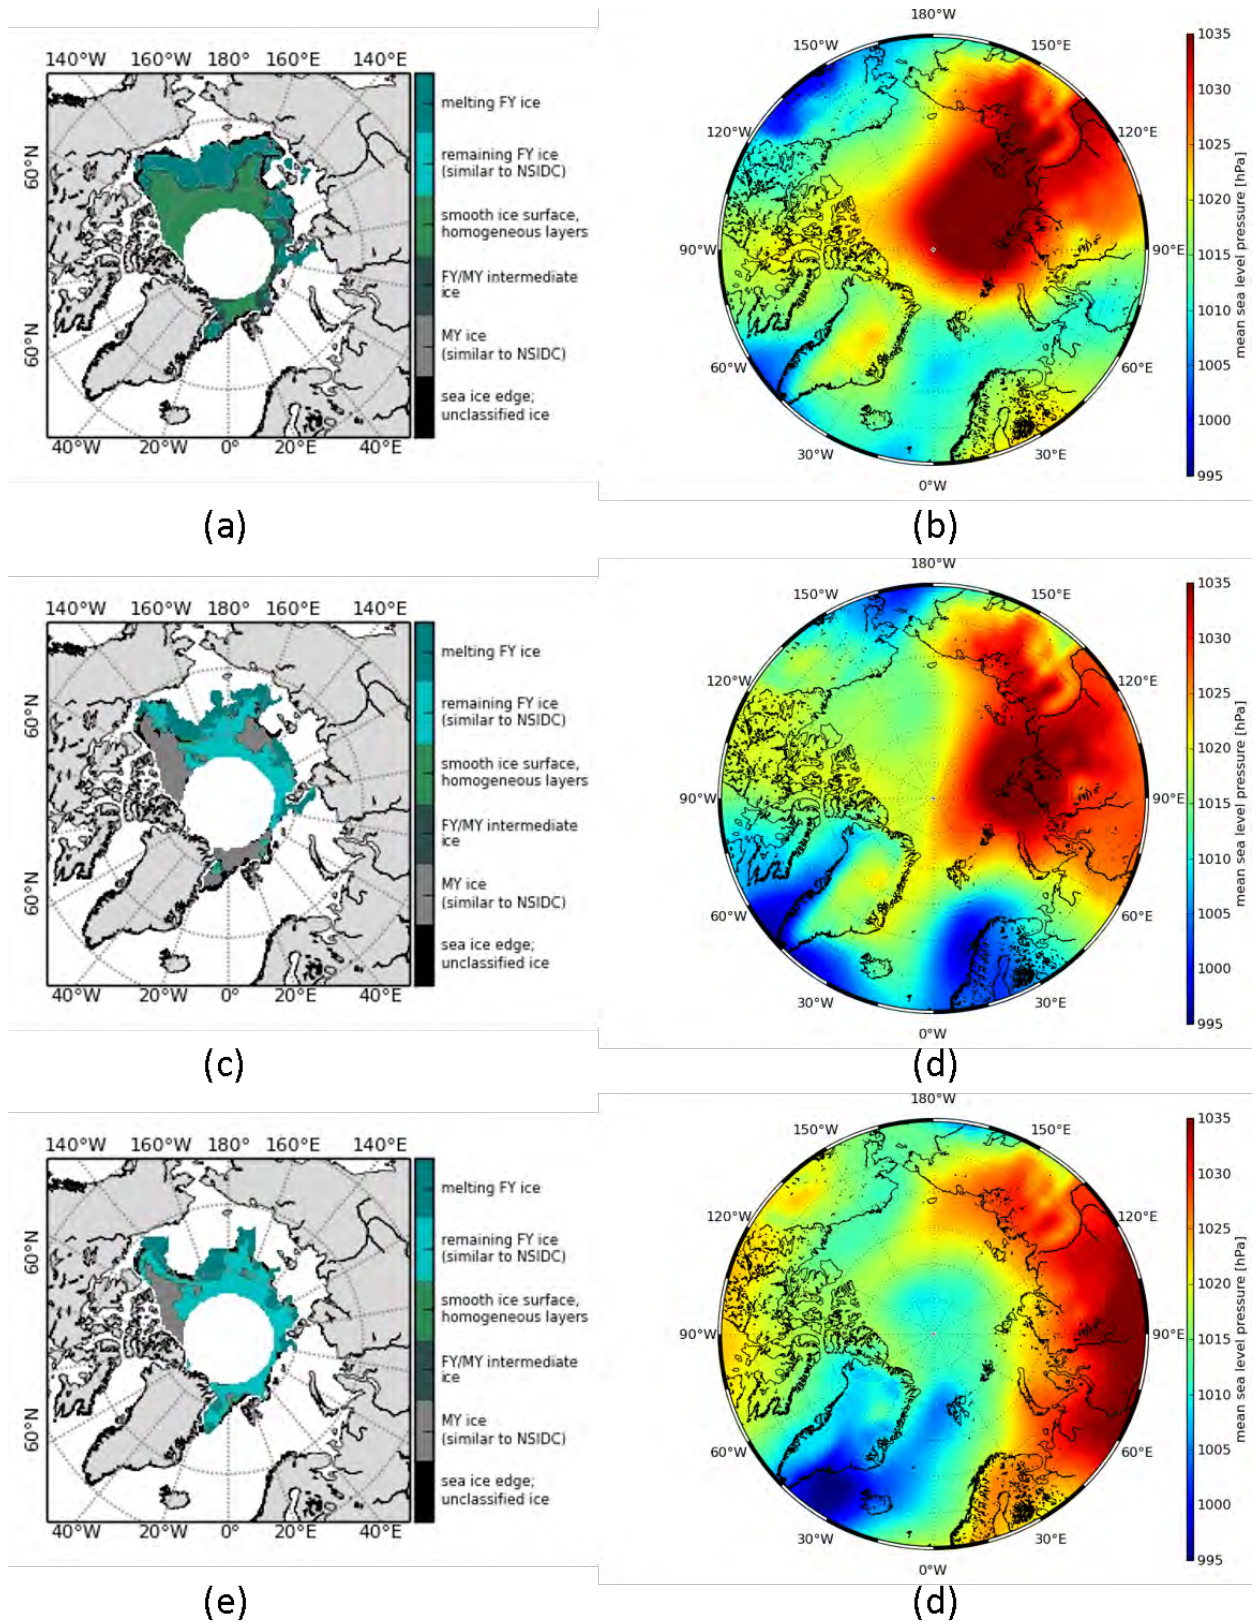 140°W 160°W 180° 160°E 140°E
60°N
60°N
40°W 20°W 0° 20°E 40°E
melting FY ice
remaining FY ice
(similar to NSIDC)
smooth ice surface,
homogeneous layers
FY/MY intermediate
ice
MY ice
(similar to NSIDC)
sea ice edge;
unclassified ice
(a)
180°W
150°W 150°E
120°W 120°E
90°W 90°E
60°W 60°E
30°W 30°E
0°W
1035
1030
1025
1020
1015
1010
1005
1000
995
mean sea level pressure [hPa]
(b)
140°W 160°W 180° 160°E 140°E
60°N
60°N
40°W 20°W 0° 20°E 40°E
melting FY ice
remaining FY ice
(similar to NSIDC)
smooth ice surface,
homogeneous layers
FY/MY intermediate
ice
MY ice
(similar to NSIDC)
sea ice edge;
unclassified ice
(c)
180°W
150°W 150°E
120°W 120°E
90°W 90°E
60°W 60°E
30°W 30°E
0°W
1035
1030
1025
1020
1015
1010
1005
1000
995
mean sea level pressure [hPa]
(d)
140°W 160°W 180° 160°E 140°E
60°N
60°N
40°W 20°W 0° 20°E 40°E
melting FY ice
remaining FY ice
(similar to NSIDC)
smooth ice surface,
homogeneous layers
FY/MY intermediate
ice
MY ice
(similar to NSIDC)
sea ice edge;
unclassified ice
(e)
180°W
150°W 150°E
120°W 120°E
90°W 90°E
60°W 60°E
30°W 30°E
0°W
1035
1030
1025
1020
1015
1010
1005
1000
995
mean sea level pressure [hPa]
(d)